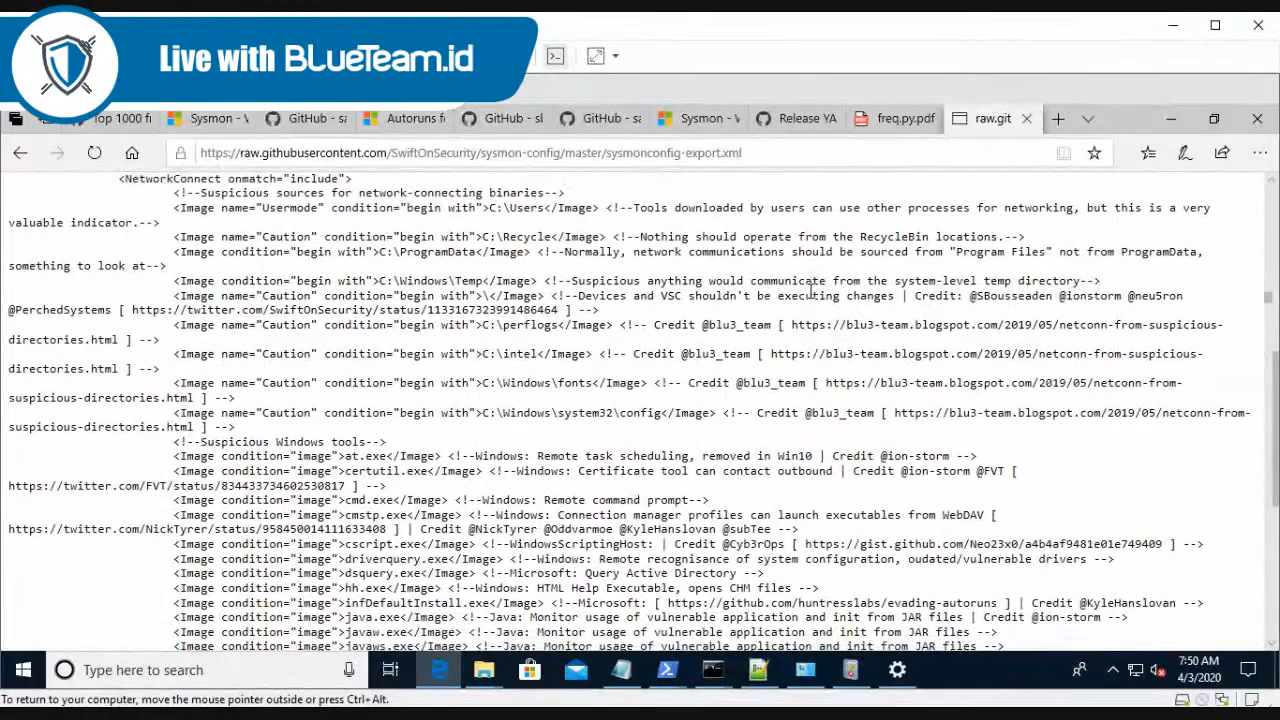 Live with BLUETEAM.id
Top 1000 fi
Sysmon - V
GitHub - sa
Autoruns fo
GitHub - sl
GitHub - sa
Sysmon - V
Release YA
freq.py.pdf
raw.git
https://raw.githubusercontent.com/SwiftOnSecurity/sysmon-config/master/sysmonconfig-export.xml
<NetworkConnect onmatch="include">
<!--Suspicious sources for network-connecting binaries-->
<Image name="Usermode" condition="begin with">C:\Users</Image> <!--Tools downloaded by users can use other processes for networking, but this is a very
valuable indicator.-->
<Image name="Caution" condition="begin with">C:\Recycle</Image> <!--Nothing should operate from the RecycleBin locations.-->
<Image condition="begin with">C:\ProgramData</Image> <!--Normally, network communications should be sourced from "Program Files" not from ProgramData,
something to look at-->
<Image condition="begin with">C:\Windows\Temp</Image> <!--Suspicious anything would communicate from the system-level temp directory-->
<Image name="Caution" condition="begin with">\</Image> <!--Devices and VSC shouldn't be executing changes | Credit: @SBousseaden @ionstorm @neu5ron
@PerchedSystems [ https://twitter.com/SwiftOnSecurity/status/1133167323991486464 ] -->
<Image name="Caution" condition="begin with">C:\perflogs</Image> <!-- Credit @blu3_team [ https://blu3-team.blogspot.com/2019/05/netconn-from-suspicious-
directories.html ] -->
<Image name="Caution" condition="begin with">C:\intel</Image> <!-- Credit @blu3_team [ https://blu3-team.blogspot.com/2019/05/netconn-from-suspicious-
directories.html ] -->
<Image name="Caution" condition="begin with">C:\Windows\fonts</Image> <!-- Credit @blu3_team [ https://blu3-team.blogspot.com/2019/05/netconn-from-
suspicious-directories.html ] -->
<Image name="Caution" condition="begin with">C:\Windows\system32\config</Image> <!-- Credit @blu3_team [ https://blu3-team.blogspot.com/2019/05/netconn-from-
suspicious-directories.html ] -->
<!--Suspicious Windows tools-->
<Image condition="image">at.exe</Image> <!--Windows: Remote task scheduling, removed in Win10 | Credit @ion-storm -->
<Image condition="image">certutil.exe</Image> <!--Windows: Certificate tool can contact outbound | Credit @ion-storm @FVT [
https://twitter.com/FVT/status/834433734602530817 ] -->
<Image condition="image">cmd.exe</Image> <!--Windows: Remote command prompt-->
<Image condition="image">cmstp.exe</Image> <!--Windows: Connection manager profiles can launch executables from WebDAV [
https://twitter.com/NickTyrer/status/958450014111633408 ] | Credit @NickTyrer @Oddvarmoe @KyleHanslovan @subTee -->
<Image condition="image">cscript.exe</Image> <!--WindowsScriptingHost: | Credit @Cyb3rOps [ https://gist.github.com/Neo23x0/a4b4af9481e01e749409 ] -->
<Image condition="image">driverquery.exe</Image> <!--Windows: Remote recognisance of system configuration, oudated/vulnerable drivers -->
<Image condition="image">dsquery.exe</Image> <!--Microsoft: Query Active Directory -->
<Image condition="image">hh.exe</Image> <!--Windows: HTML Help Executable, opens CHM files -->
<Image condition="image">infDefaultInstall.exe</Image> <!--Microsoft: [ https://github.com/huntresslabs/evading-autoruns ] | Credit @KyleHanslovan -->
<Image condition="image">java.exe</Image> <!--Java: Monitor usage of vulnerable application and init from JAR files | Credit @ion-storm -->
<Image condition="image">javaw.exe</Image> <!--Java: Monitor usage of vulnerable application and init from JAR files -->
<Image condition="image">javaws.exe</Image> <!--Java: Monitor usage of vulnerable application and init from JAR files -->
Type here to search
7:50 AM
4/3/2020
To return to your computer, move the mouse pointer outside or press Ctrl+Alt.